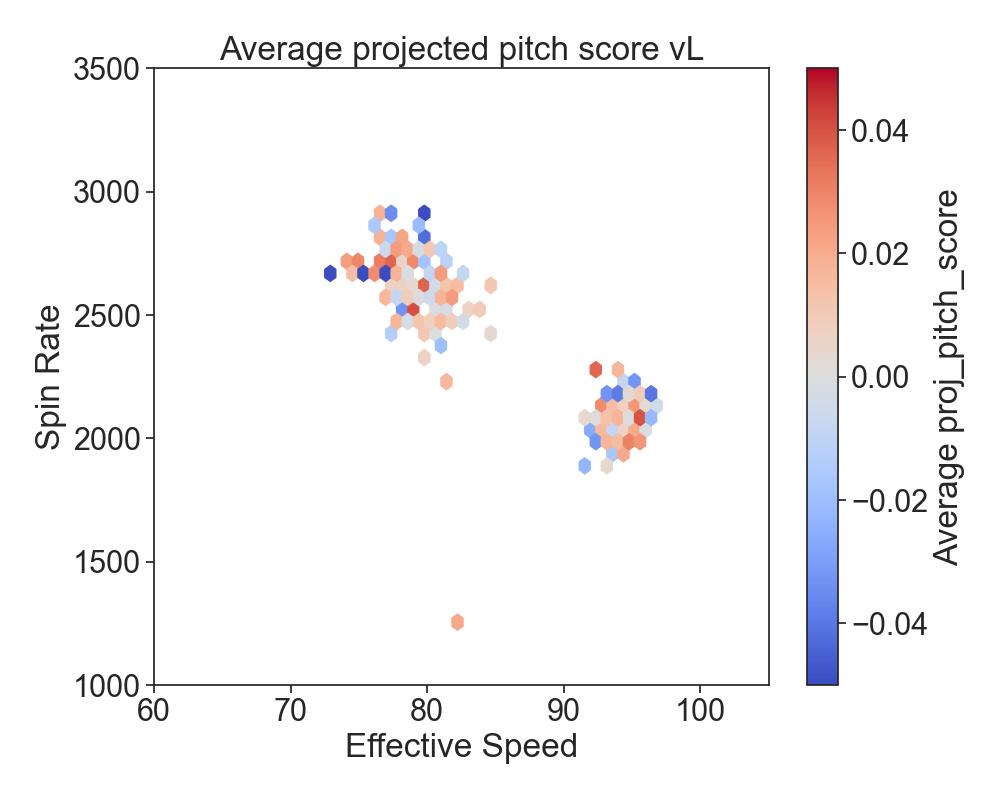 Average projected pitch score vL
3500
3000
2500
2000
1500
1000
Spin Rate
60 70 80 90 100
Effective Speed
0.04
0.02
0.00
−0.02
−0.04
Average proj_pitch_score